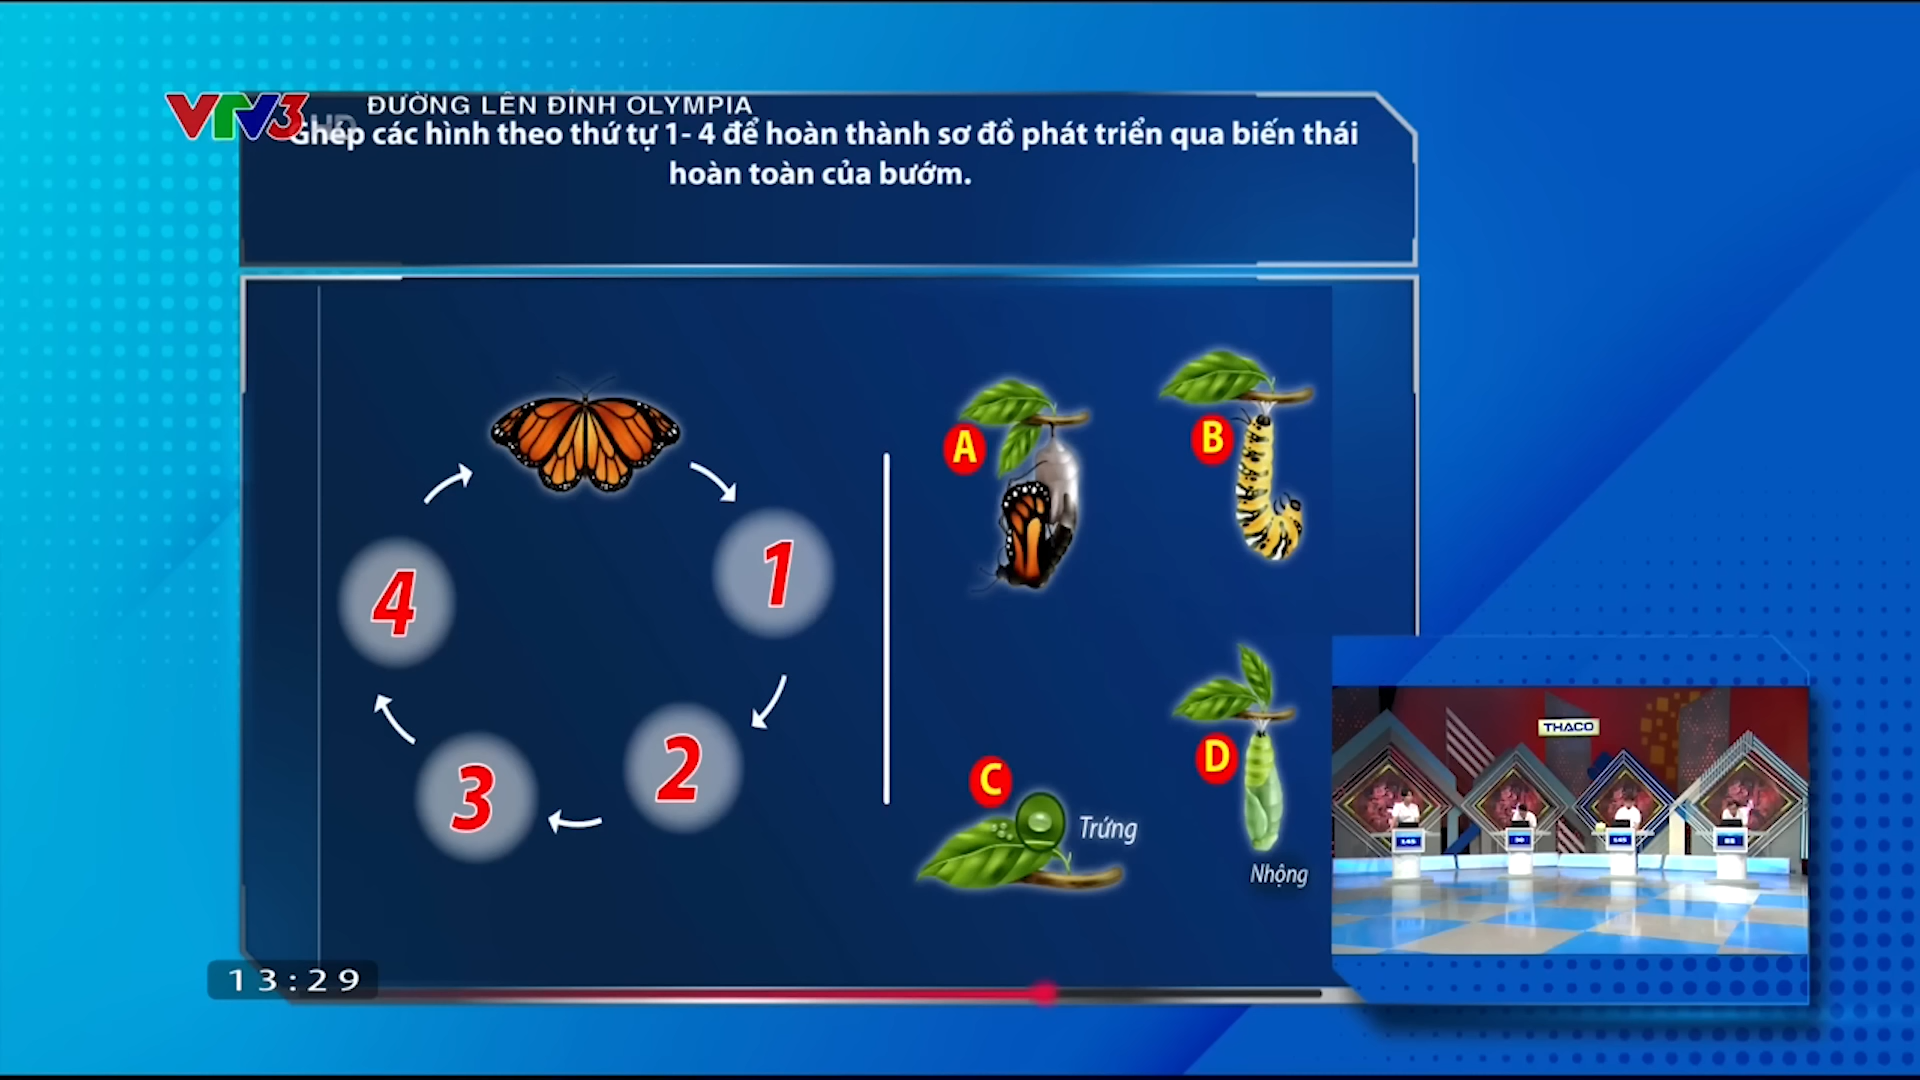 VTV3
HD
ĐƯỜNG LÊN ĐỈNH OLYMPIA
Ghép các hình theo thứ tự 1- 4 để hoàn thành sơ đồ phát triển qua biến thái
hoàn toàn của bướm.
A
B
4
1
THACO
3
2
C
Trứng
D
Nhộng
13:29